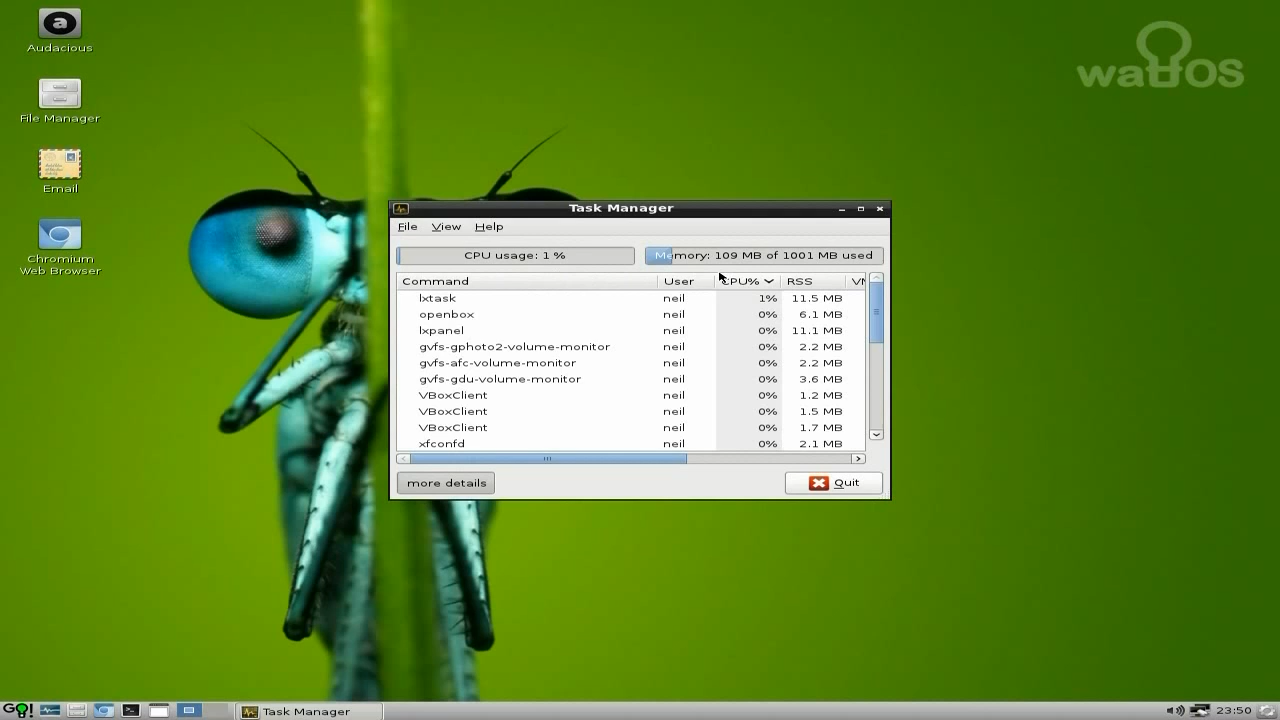 Audacious
File Manager
Email
Chromium
Web Browser
wattOS
Task Manager
File View Help
CPU usage: 1 %
Memory: 109 MB of 1001 MB used
Command User CPU% RSS
lxtask neil 1% 11.5 MB
openbox neil 0% 6.1 MB
lxpanel neil 0% 11.1 MB
gvfs-gphoto2-volume-monitor neil 0% 2.2 MB
gvfs-afc-volume-monitor neil 0% 2.2 MB
gvfs-gdu-volume-monitor neil 0% 3.6 MB
VBoxClient neil 0% 1.2 MB
VBoxClient neil 0% 1.5 MB
VBoxClient neil 0% 1.7 MB
xfconfd neil 0% 2.1 MB
more details
Quit
GO!
Task Manager
23:50